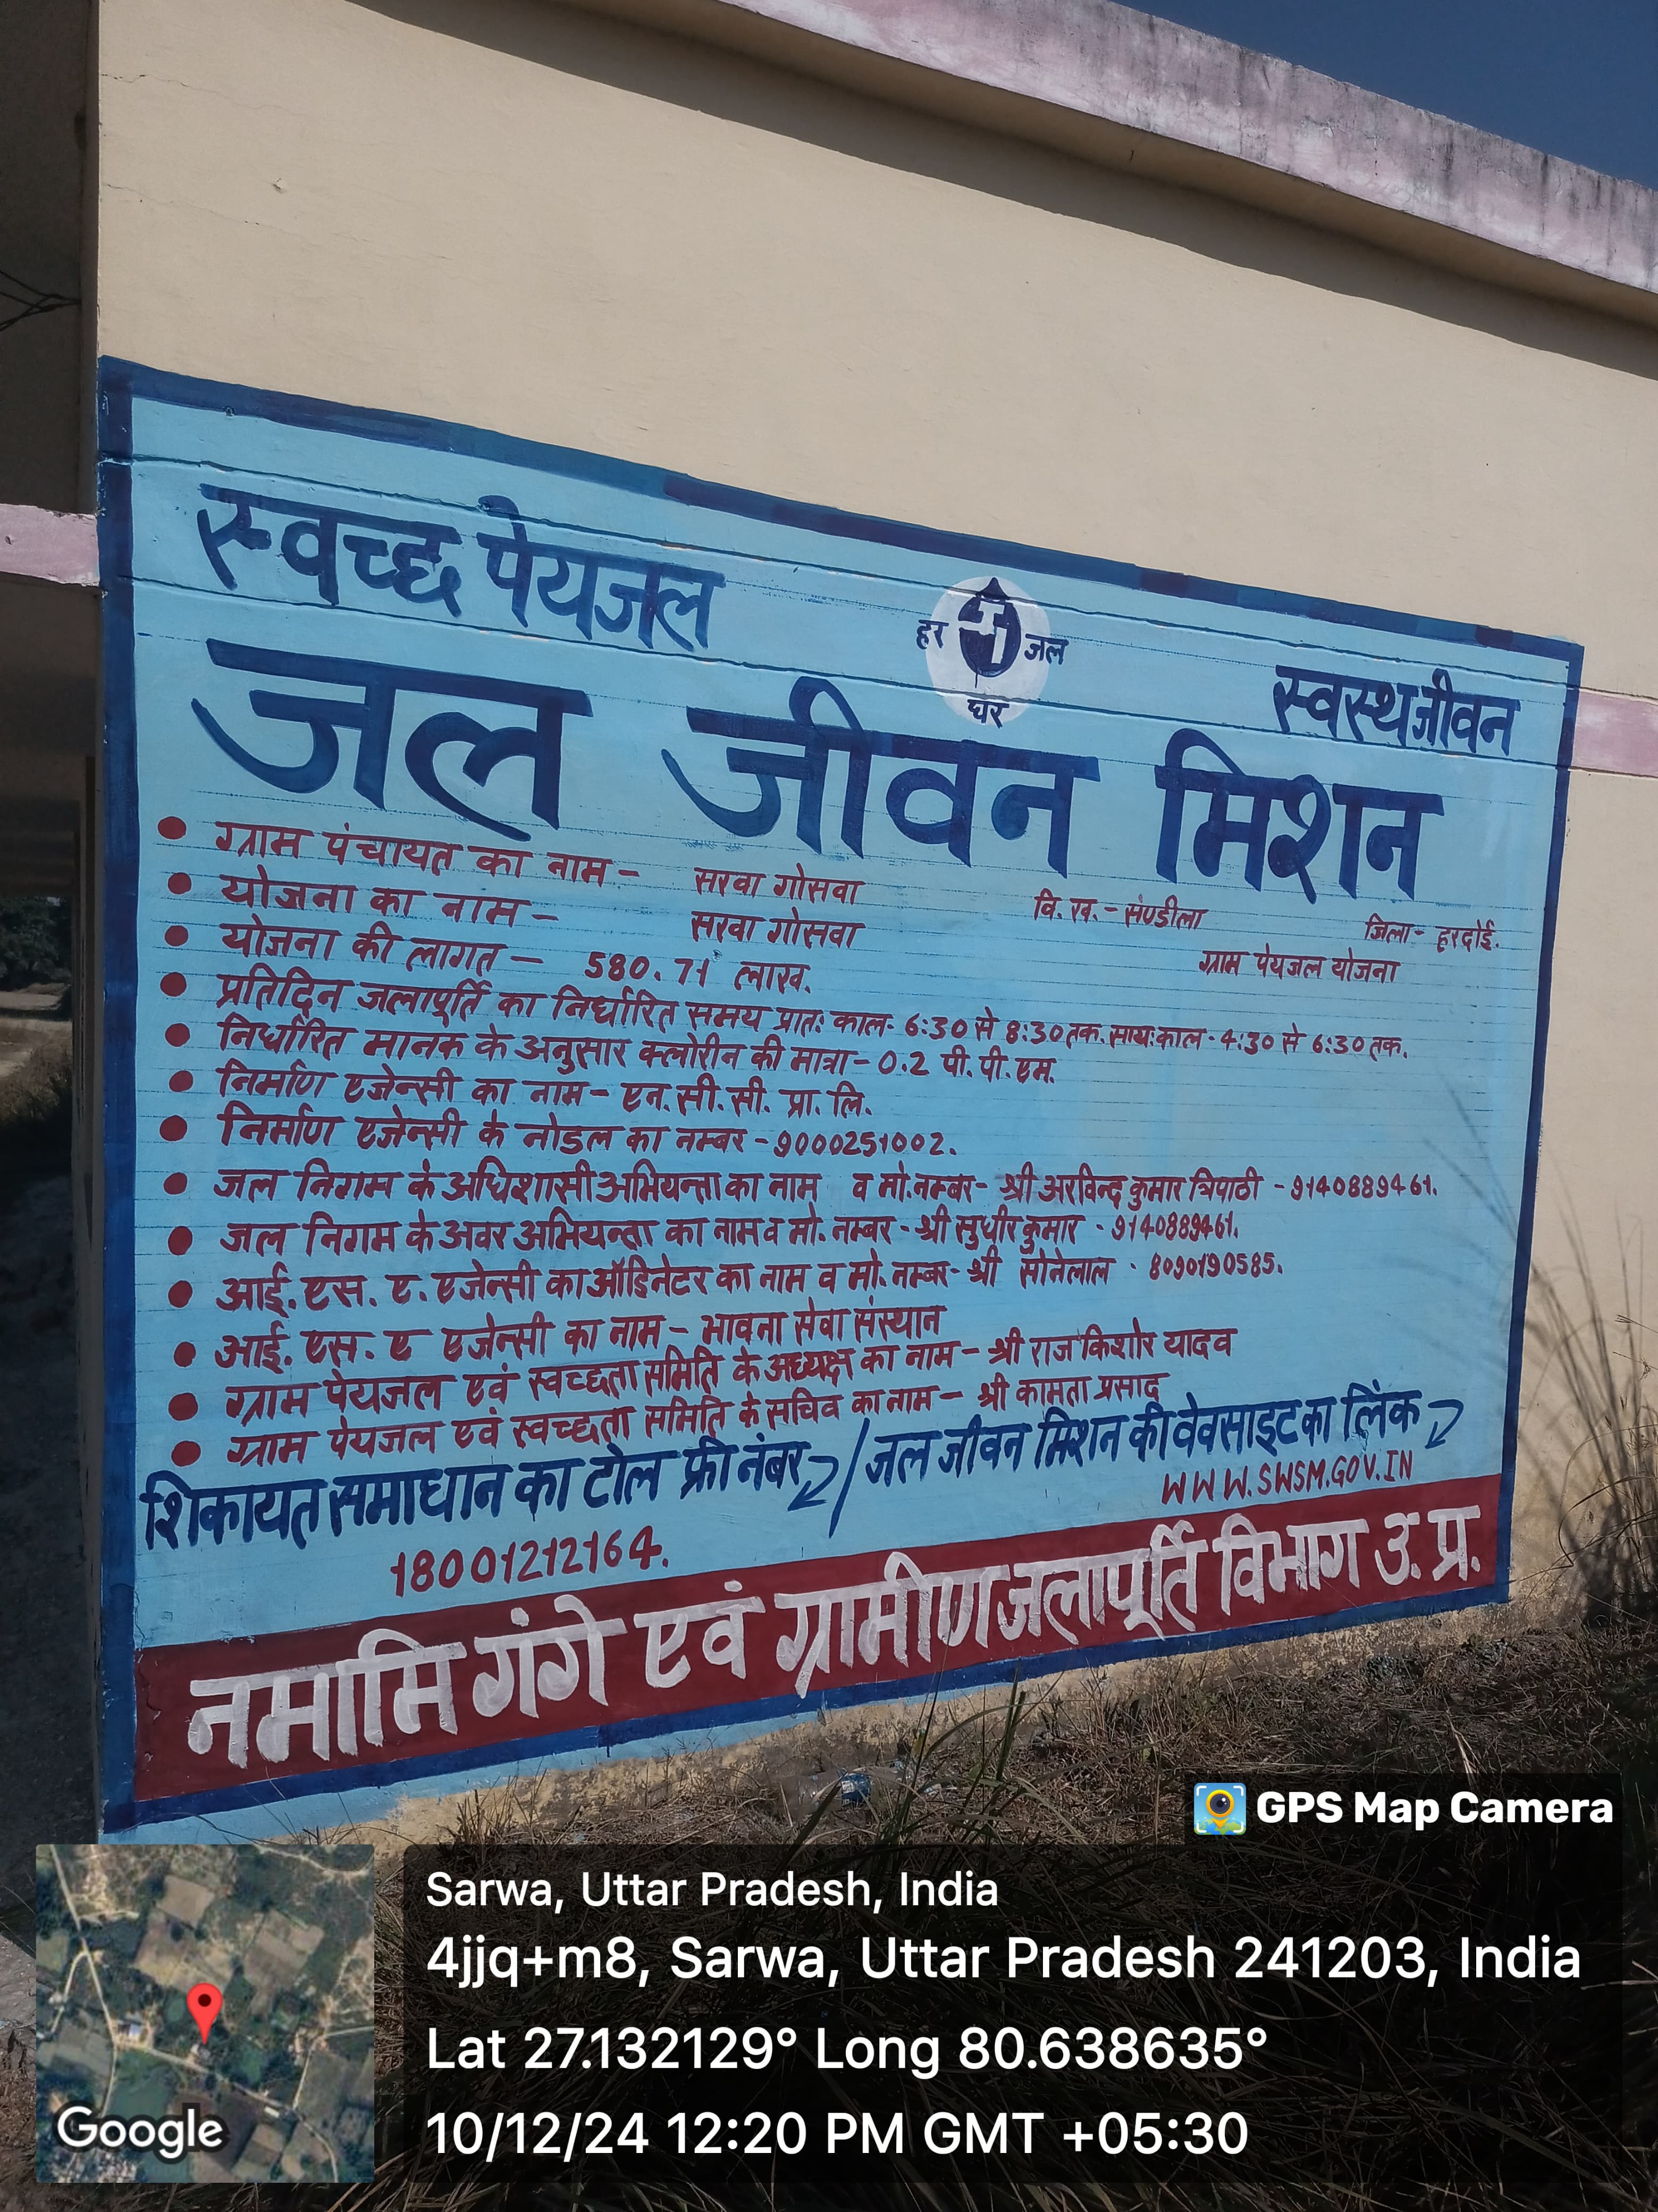 स्वच्छ पेयजल
हर जल
घर
स्वस्थ जीवन
जल जीवन मिशन
• ग्राम पंचायत का नाम - सरवा गोसवा वि. ख. - संण्डीला जिला - हरदोई.
• योजना का नाम - सरवा गोसवा ग्राम पेयजल योजना
• योजना की लागत - 580.71 लाख.
• प्रतिदिन जलापूर्ति का निर्धारित समय प्रातः काल - 6:30 से 8:30 तक. सायःकाल - 4:30 से 6:30 तक.
• निर्धारित मानक के अनुसार क्लोरीन की मात्रा - 0.2 पी. पी. एम.
• निर्माण एजेन्सी का नाम - एन. सी. सी. प्रा. लि.
• निर्माण एजेन्सी के नोडल का नम्बर - 9000251002.
• जल निगम के अधिशासी अभियन्ता का नाम व मो. नम्बर - श्री अरविन्द कुमार त्रिपाठी - 9140889461.
• जल निगम के अवर अभियन्ता का नाम व मो. नम्बर - श्री सुधीर कुमार - 9140889461.
• आई. एस. ए. एजेन्सी काऑडिनेटर का नाम व मो. नम्बर - श्री सोनेलाल - 8090190585.
• आई. एस. ए एजेन्सी का नाम - भावना सेवा संस्थान
• ग्राम पेयजल एवं स्वच्छता समिति के अध्यक्ष का नाम - श्री राज किशोर यादव
• ग्राम पेयजल एवं स्वच्छता समिति के सचिव का नाम - श्री कामता प्रसाद
शिकायत समाधान का टोल फ्री नंबर / जल जीवन मिशन की वेवसाइट का लिंक
18001212164.
WWW.SWSM.GOV.IN
नमामि गंगे एवं ग्रामीण जलापूर्ति विभाग उ. प्र.
GPS Map Camera
Sarwa, Uttar Pradesh, India
4jjq+m8, Sarwa, Uttar Pradesh 241203, India
Lat 27.132129° Long 80.638635°
10/12/24 12:20 PM GMT +05:30
Google